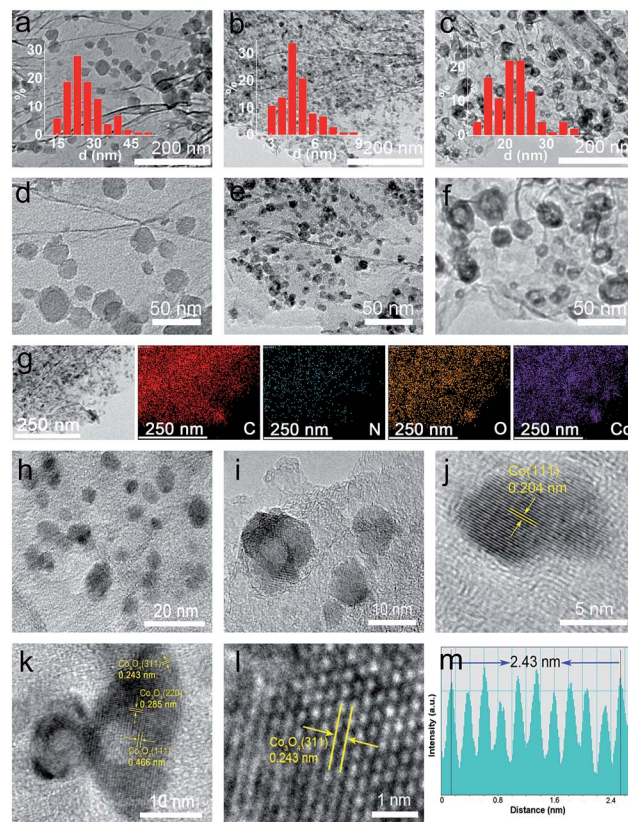 a
30
20
10
0
%
15
30
45
d (nm)
200 nm
b
30
20
10
0
%
3
6
9
d (nm)
200 nm
c
20
10
0
%
20
30
d (nm)
200 nm
d
50 nm
e
50 nm
f
50 nm
g
250 nm
250 nm
C
250 nm
N
250 nm
O
250 nm
Co
h
20 nm
i
10 nm
j
Co(111)
0.204 nm
5 nm
k
Co₃O₄(311)
0.243 nm
Co₃O₄(220)
0.285 nm
Co₃O₄(111)
0.466 nm
10 nm
l
Co₃O₄(311)
0.243 nm
1 nm
m
2.43 nm
Intensity (a.u.)
0
0.8
1.6
2.4
Distance (nm)